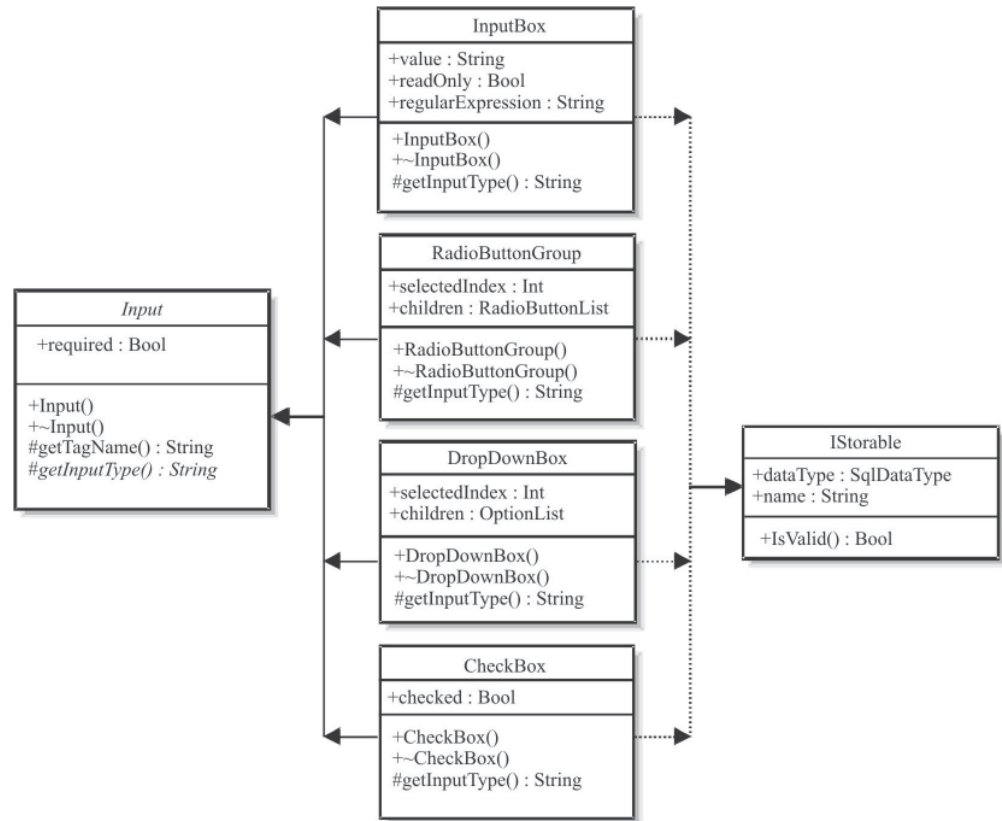 InputBox
+value : String
+readOnly : Bool
+regularExpression : String
+InputBox()
+~InputBox()
#getInputType() : String
RadioButtonGroup
+selectedIndex : Int
+children : RadioButtonList
+RadioButtonGroup()
+~RadioButtonGroup()
#getInputType() : String
Input
+required : Bool
+Input()
+~Input()
#getTagName() : String
#getInputType() : String
DropDownBox
+selectedIndex : Int
+children : OptionList
+DropDownBox()
+~DropDownBox()
#getInputType() : String
IStorable
+dataType : SqlDataType
+name : String
+IsValid() : Bool
CheckBox
+checked : Bool
+CheckBox()
+~CheckBox()
#getInputType() : String